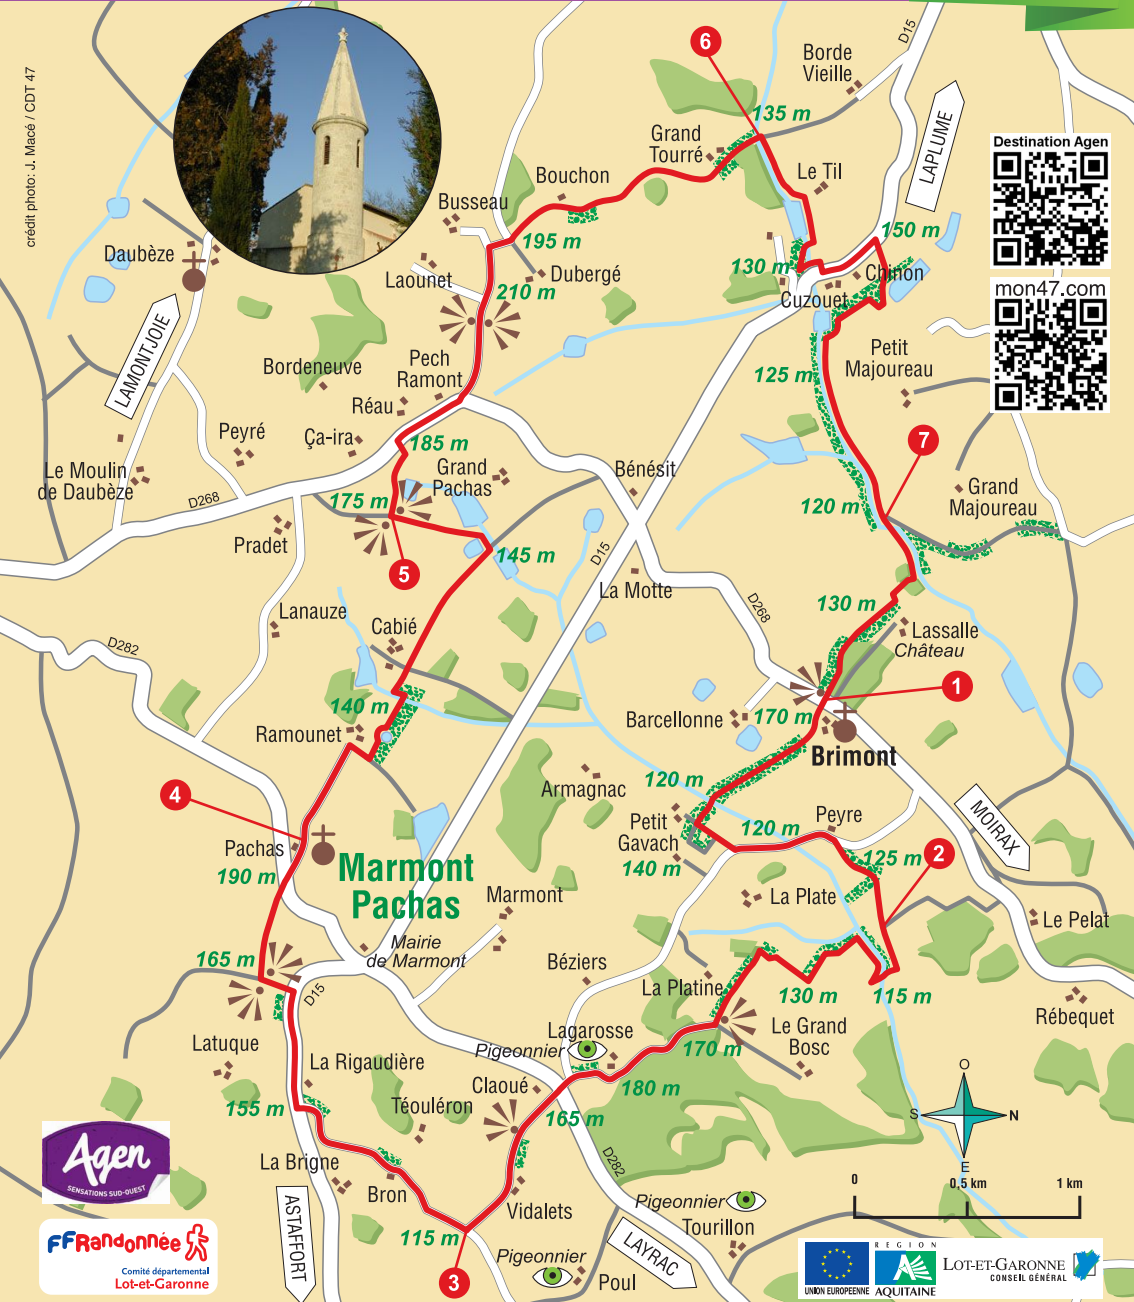 crédit photo: J. Macé / CDT 47
6
D15
Borde
Vieille
135 m
Grand
Tourré
LAPLUME
Destination Agen
Le Til
Bouchon
Busseau
195 m
150 m
Daubèze
Laounet
Dubergé
130 m
Chinon
210 m
Cuzouet
mon47.com
LAMONTJOIE
Bordeneuve
Pech
Ramont
125 m
Petit
Majoureau
Réau
Peyré
Ça-ira
185 m
7
Le Moulin
de Daubèze
Grand
Pachas
Bénésit
D268
175 m
120 m
Grand
Majoureau
Pradet
145 m
D15
5
La Motte
D268
130 m
Lanauze
Cabié
Lassalle
Château
D282
1
140 m
Barcellonne
170 m
Ramounet
Brimont
120 m
Armagnac
4
MOIRAX
Petit
Gavach
120 m
Peyre
Pachas
190 m
Marmont
Pachas
140 m
125 m
2
Marmont
La Plate
Le Pelat
Mairie
de Marmont
165 m
Béziers
La Platine
130 m
115 m
D15
Rébequet
Latuque
Lagarosse
Pigeonnier
170 m
Le Grand
Bosc
La Rigaudière
Claoué
180 m
O
155 m
Téouléron
165 m
S
N
E
Agen
SENSATIONS SUD-OUEST
La Brigne
D282
0
0,5 km
1 km
Bron
Vidalets
Pigeonnier
Tourillon
ASTAFFORT
115 m
LAYRAC
FFRandonnée
Comité départemental
Lot-et-Garonne
Pigeonnier
Poul
3
UNION EUROPEENNE
REGION
AQUITAINE
LOT-ET-GARONNE
CONSEIL GÉNÉRAL